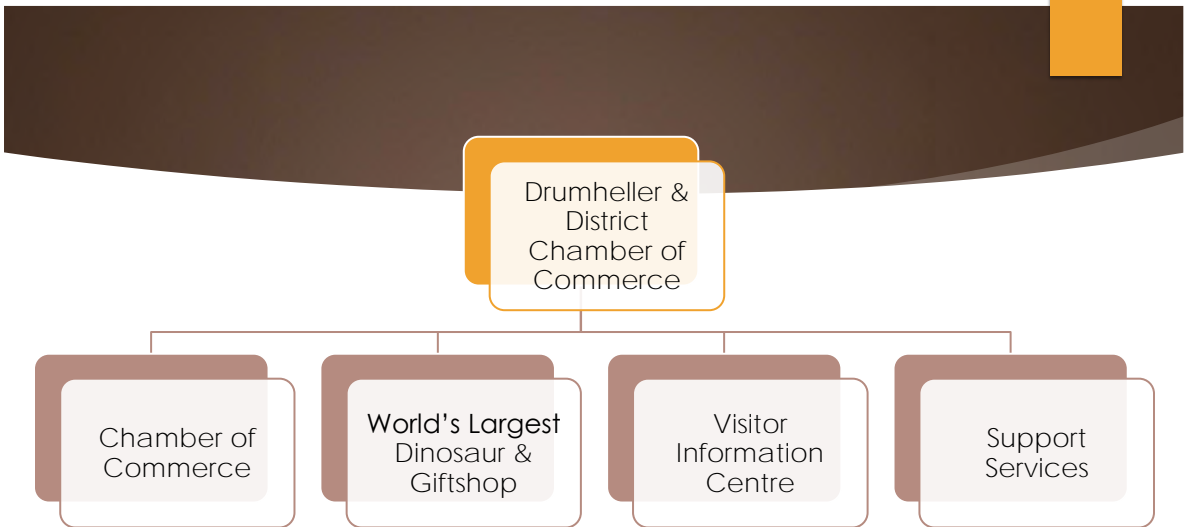 Drumheller &
District
Chamber of
Commerce
Chamber of
Commerce
World's Largest
Dinosaur &
Giftshop
Visitor
Information
Centre
Support
Services